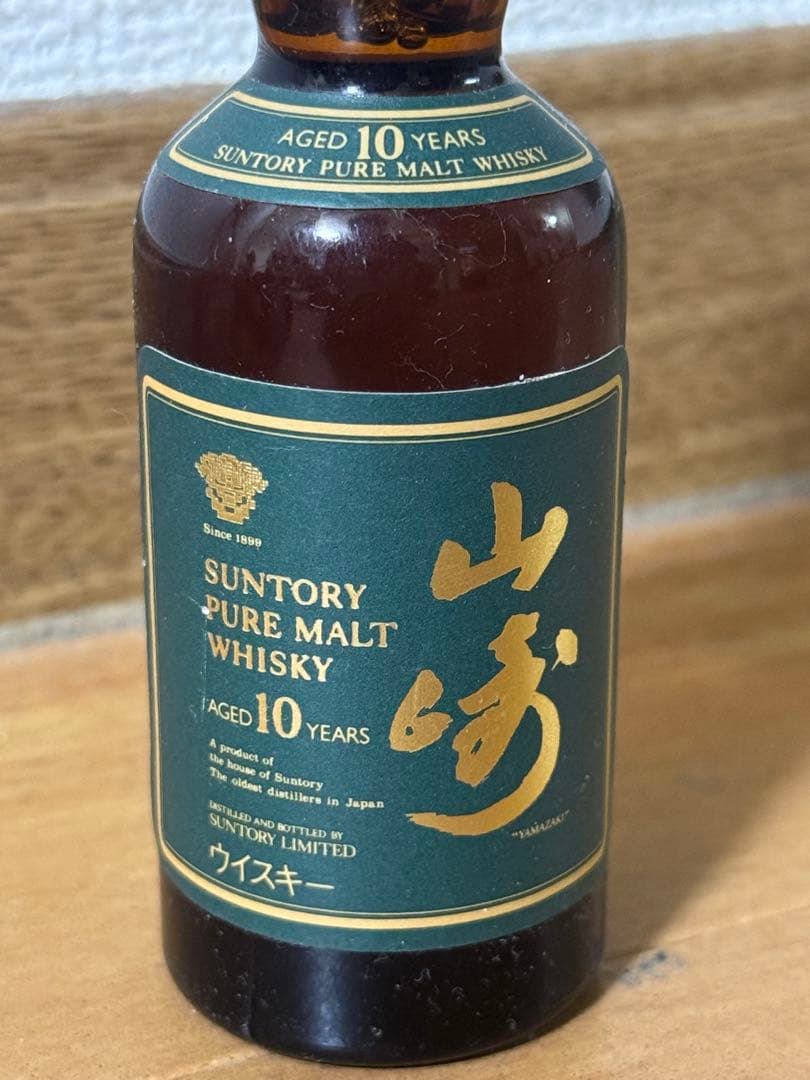 AGED 10 YEARS
SUNTORY PURE MALT WHISKY
Since 1899
SUNTORY
PURE MALT
WHISKY
AGED 10 YEARS
A product of
the house of Suntory
The oldest distillers in Japan
DISTILLED AND BOTTLED BY
SUNTORY LIMITED
ウイスキー
山崎
"YAMAZAKI"